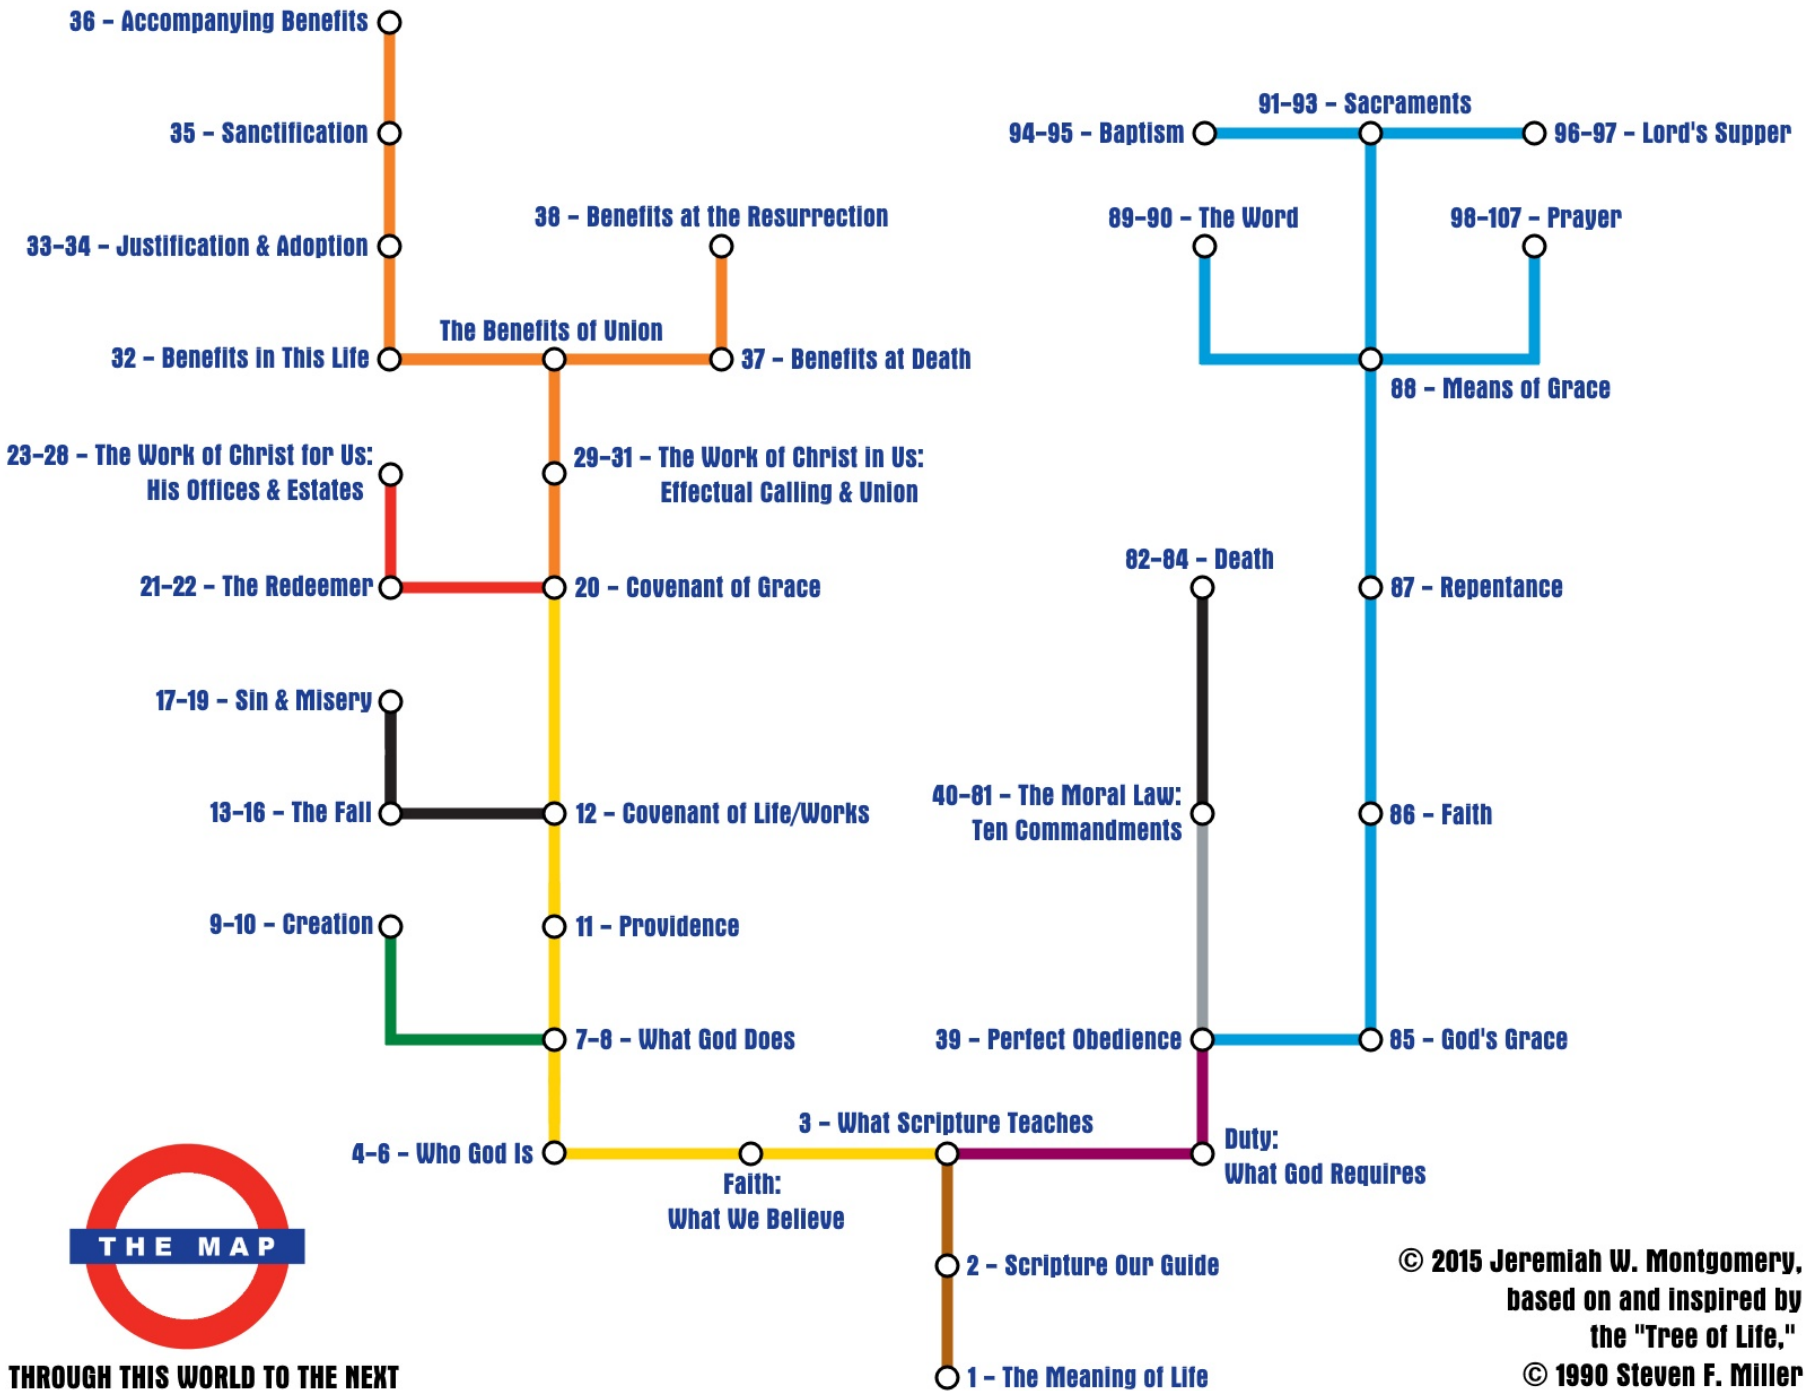 36 – Accompanying Benefits
35 – Sanctification
33–34 – Justification & Adoption
38 – Benefits at the Resurrection
The Benefits of Union
32 – Benefits in This Life
37 – Benefits at Death
23–28 – The Work of Christ for Us:
His Offices & Estates
29–31 – The Work of Christ in Us:
Effectual Calling & Union
21–22 – The Redeemer
20 – Covenant of Grace
17–19 – Sin & Misery
13–16 – The Fall
12 – Covenant of Life/Works
9–10 – Creation
11 – Providence
7–8 – What God Does
4–6 – Who God Is
Faith:
What We Believe
3 – What Scripture Teaches
2 – Scripture Our Guide
1 – The Meaning of Life
91–93 – Sacraments
94–95 – Baptism
96–97 – Lord's Supper
89–90 – The Word
98–107 – Prayer
88 – Means of Grace
82–84 – Death
87 – Repentance
40–81 – The Moral Law:
Ten Commandments
86 – Faith
39 – Perfect Obedience
85 – God's Grace
Duty:
What God Requires
THE MAP
THROUGH THIS WORLD TO THE NEXT
© 2015 Jeremiah W. Montgomery,
based on and inspired by
the "Tree of Life,"
© 1990 Steven F. Miller